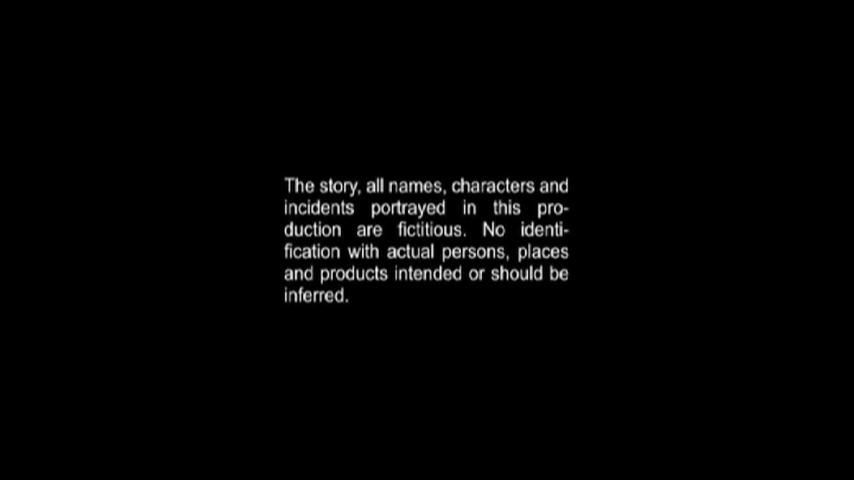 The story, all names, characters and
incidents portrayed in this pro-
duction are fictitious. No identi-
fication with actual persons, places
and products intended or should be
inferred.